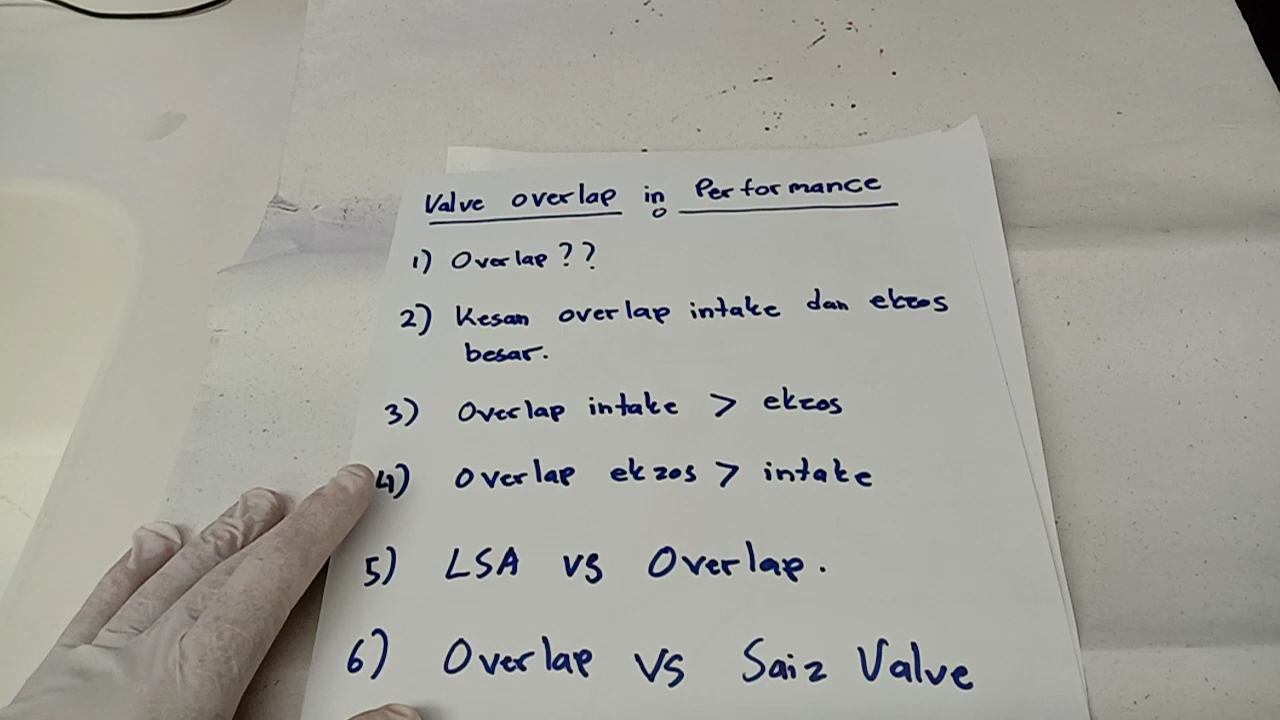 Valve overlap in Performance
1) Overlap ??
2) Kesan overlap intake dan ekzos
besar.
3) Overlap intake > ekzos
4) Overlap ekzos > intake
5) LSA vs Overlap.
6) Overlap vs Saiz Valve